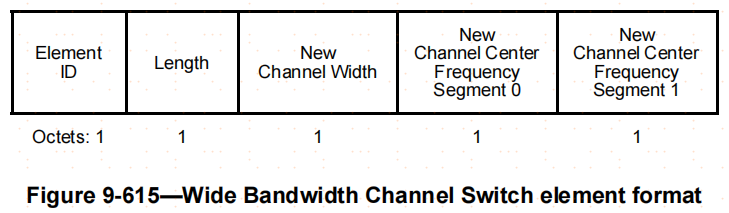 Element
ID
Length
New
Channel Width
New
Channel Center
Frequency
Segment 0
New
Channel Center
Frequency
Segment 1
Octets: 1 1 1 1 1
Figure 9-615—Wide Bandwidth Channel Switch element format